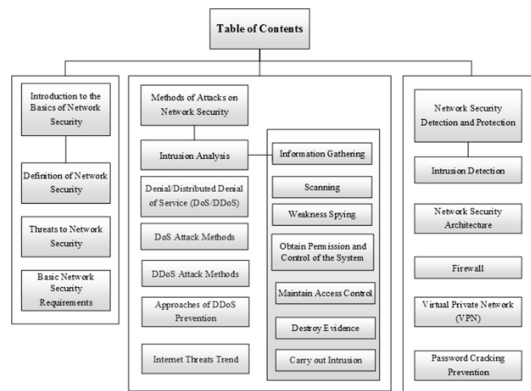 Table of Contents
Introduction to the
Basics of Network
Security
Definition of Network
Security
Threats to Network
Security
Basic Network
Security
Requirements
Methods of Attacks on
Network Security
Intrusion Analysis
Denial/Distributed Denial
of Service (DoS/DDoS)
DoS Attack Methods
DDoS Attack Methods
Approaches of DDoS
Prevention
Internet Threats Trend
Information Gathering
Scanning
Weakness Spying
Obtain Permission and
Control of the System
Maintain Access Control
Destroy Evidence
Carry out Intrusion
Network Security
Detection and Protection
Intrusion Detection
Network Security
Architecture
Firewall
Virtual Private Network
(VPN)
Password Cracking
Prevention